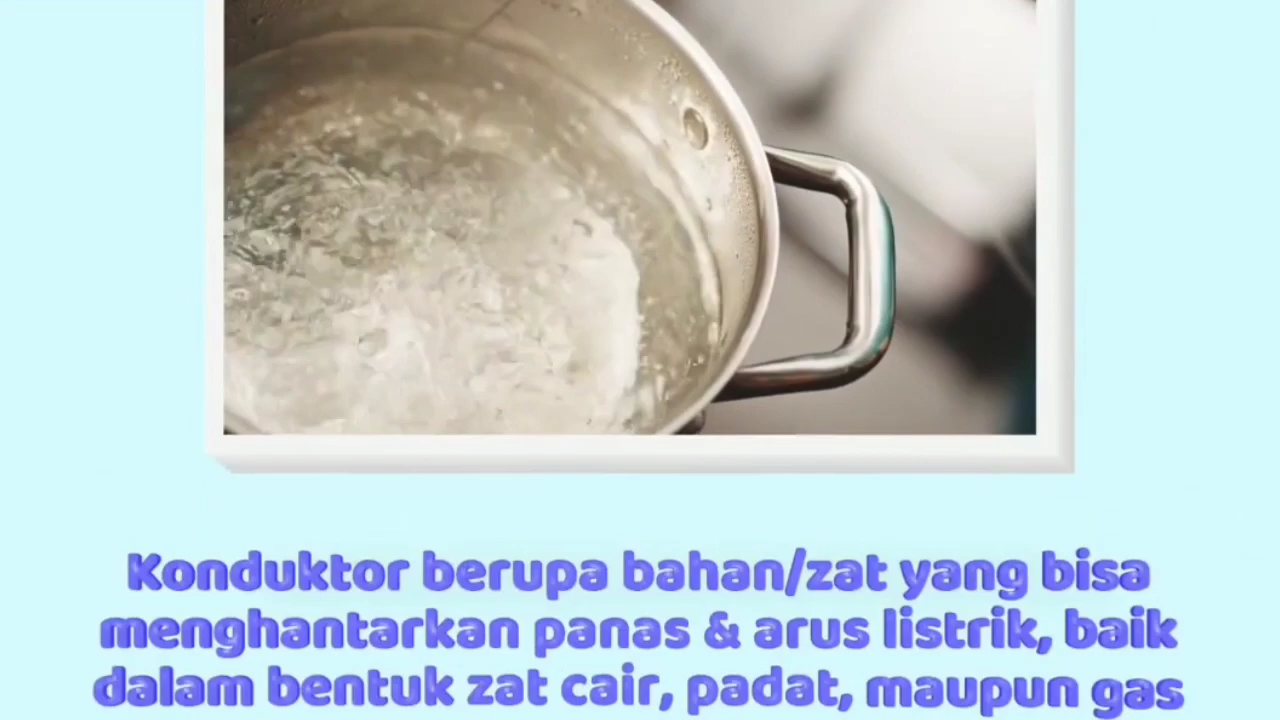 Konduktor berupa bahan/zat yang bisa
menghantarkan panas & arus listrik, baik
dalam bentuk zat cair, padat, maupun gas